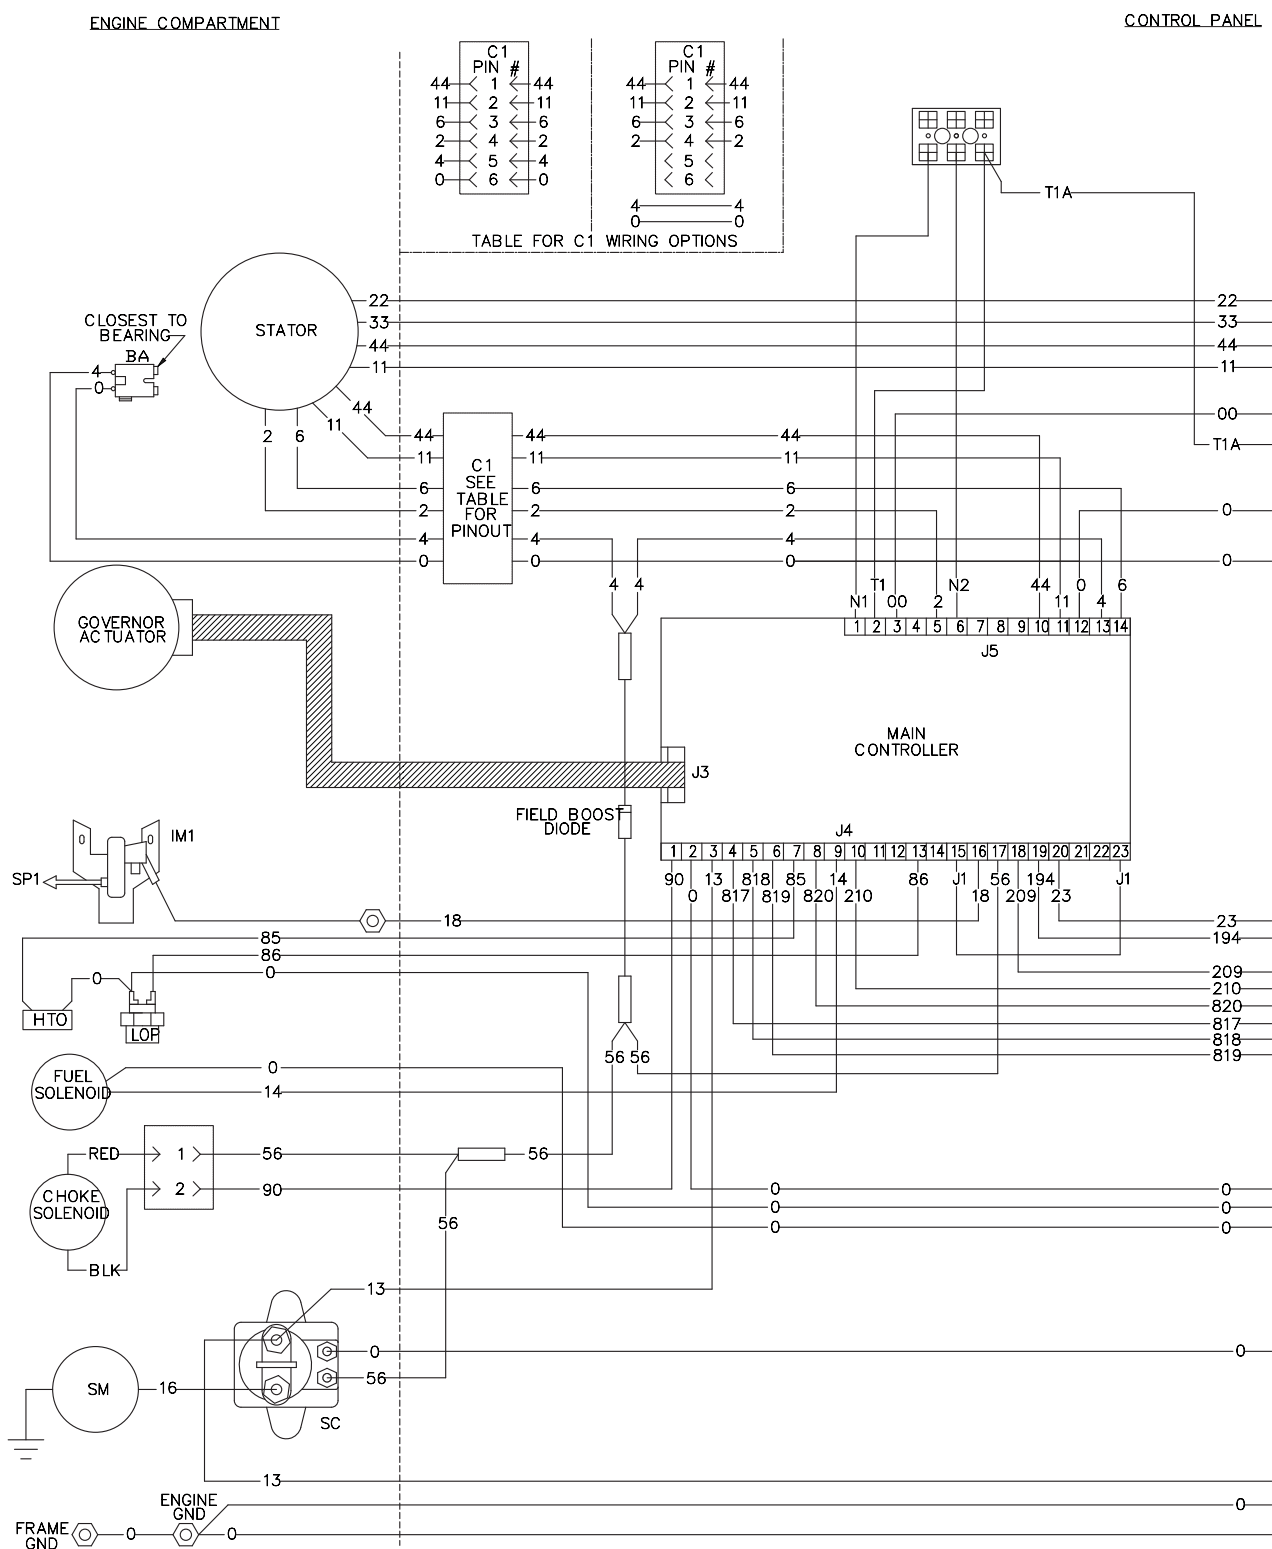 ENGINE COMPARTMENT
CONTROL PANEL
C1
PIN #
44 1 44
11 2 11
6 3 6
2 4 2
4 5 4
0 6 0
C1
PIN #
44 1 44
11 2 11
6 3 6
2 4 2
5
6
4 4
0 0
TABLE FOR C1 WIRING OPTIONS
T1A
STATOR
22 22
33 33
44 44
11 11
CLOSEST TO
BEARING
BA
4
0
44
11
2 6
00
T1A
44 44 44
11 11 11
6 6 6
2 2 2 0
4 4 4
0 0 0 0
C1
SEE
TABLE
FOR
PINOUT
4 4
T1 N2 44 0 6
N1 00 2 11 4
1 2 3 4 5 6 7 8 9 10 11 12 13 14
J5
GOVERNOR
ACTUATOR
MAIN
CONTROLLER
J3
FIELD BOOST
DIODE
J4
1 2 3 4 5 6 7 8 9 10 11 12 13 14 15 16 17 18 19 20 21 22 23
90 13 818 85 14 86 J1 56 194 J1
0 817 819 820 210 18 209 23
IM1
SP1
18 23
85 194
86
0 209
0
210
820
817
818
819
HTO
LOP
56 56
FUEL
SOLENOID
0
14
RED 1 56 56
2 90 0 0
CHOKE
SOLENOID
0 0
56 0 0
BLK
13
0 0
56
SM
16
SC
13
ENGINE
GND
0
FRAME
GND
0 0